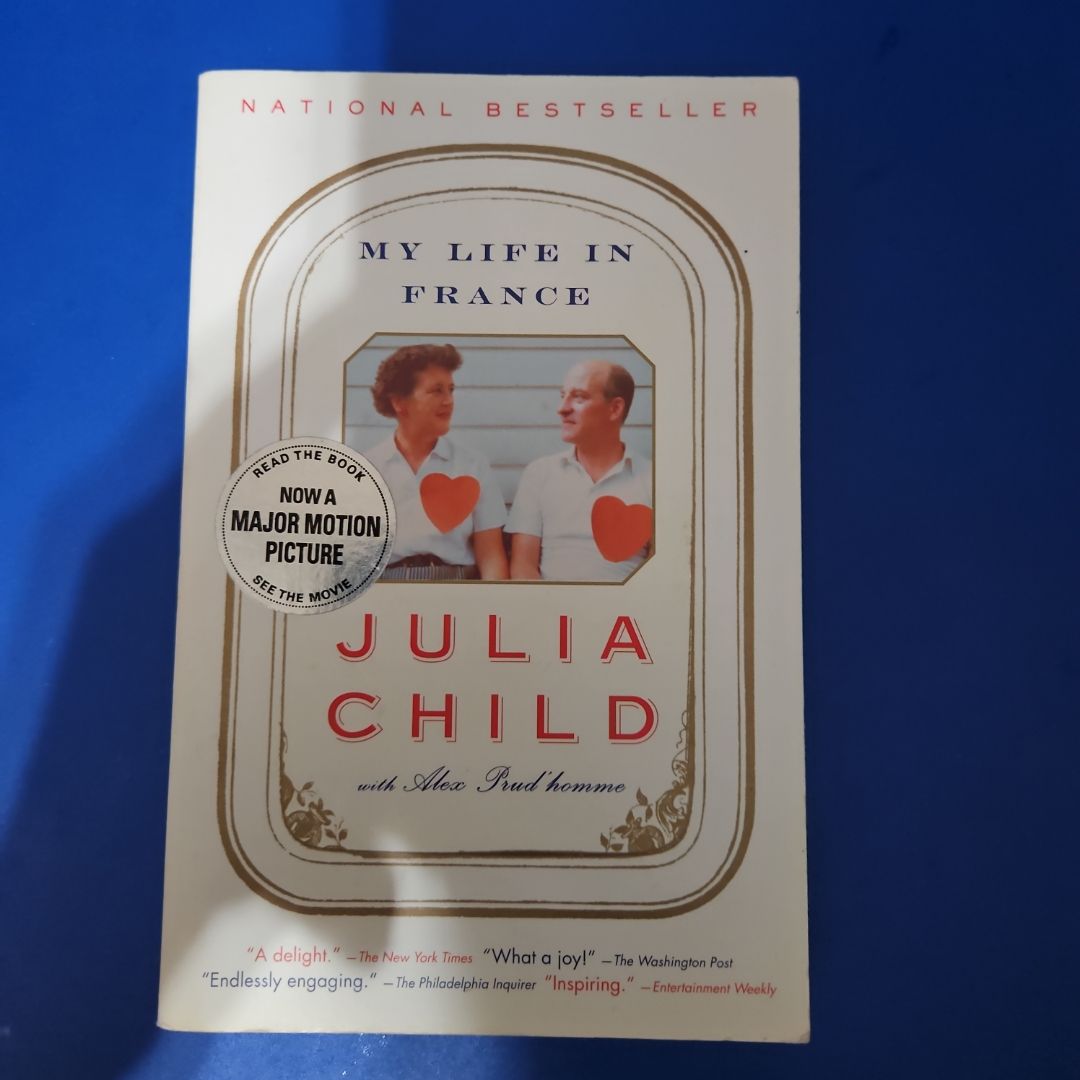 NATIONAL BESTSELLER
MY LIFE IN
FRANCE
READ THE BOOK
NOW A
MAJOR MOTION
PICTURE
SEE THE MOVIE
JULIA
CHILD
with Alex Prud'homme
"A delight." —The New York Times "What a joy!" —The Washington Post
"Endlessly engaging." —The Philadelphia Inquirer "Inspiring." —Entertainment Weekly